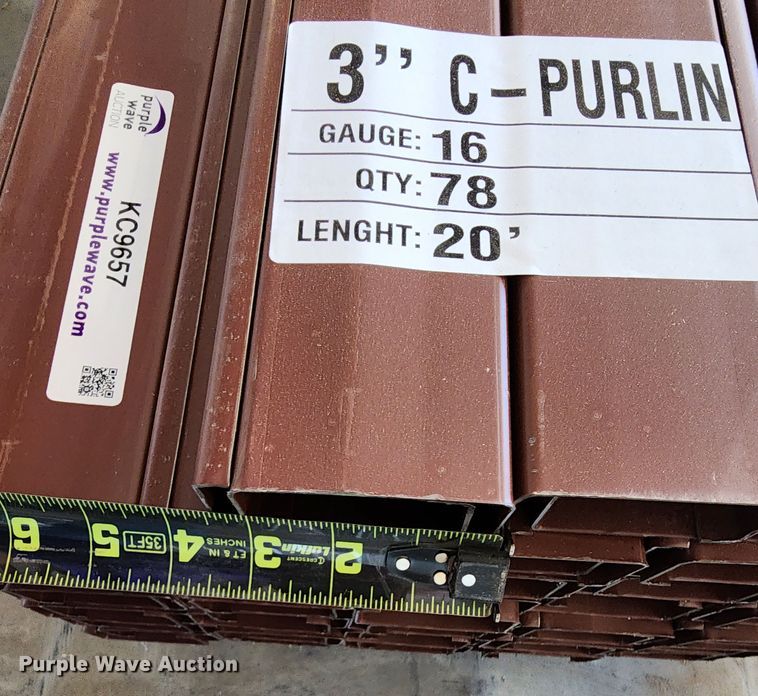 3" C-PURLIN
GAUGE: 16
QTY: 78
LENGHT: 20'
purple
wave
AUCTION
www.purplewave.com
KC9657
6 5 35FT 4 FT & IN
INCHES 3 CRESCENT
Lufkin 2
Purple Wave Auction